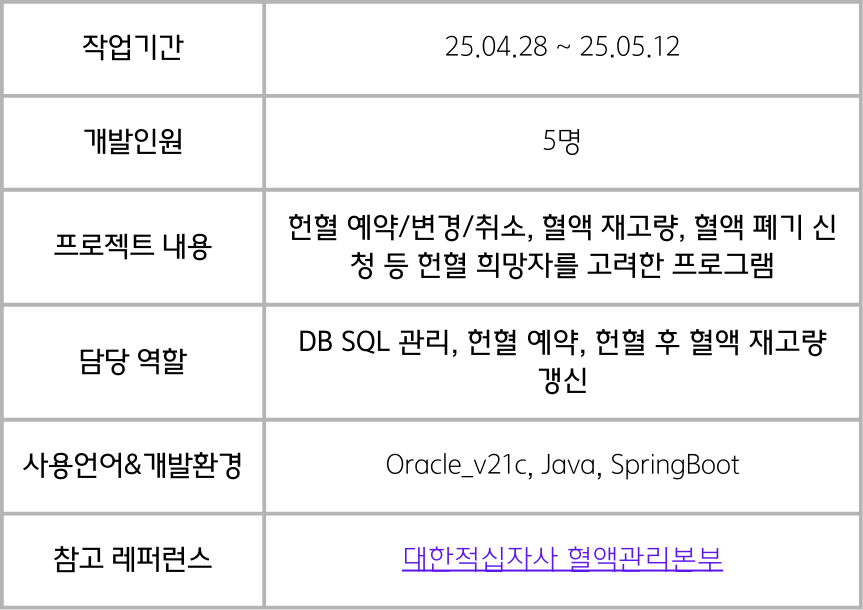 작업기간
25.04.28 ~ 25.05.12
개발인원
5명
프로젝트 내용
헌혈 예약/변경/취소, 혈액 재고량, 혈액 폐기 신
청 등 헌혈 희망자를 고려한 프로그램
담당 역할
DB SQL 관리, 헌혈 예약, 헌혈 후 혈액 재고량
갱신
사용언어&개발환경
Oracle_v21c, Java, SpringBoot
참고 레퍼런스
대한적십자사 혈액관리본부